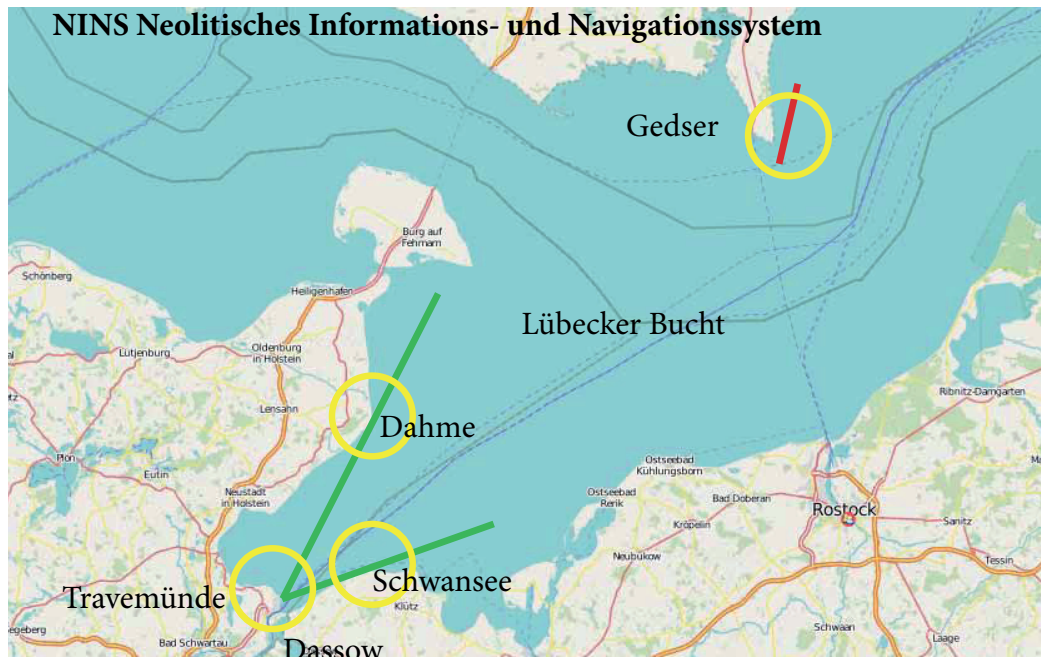 NINS Neolitisches Informations- und Navigationssystem
Gedser
Burg auf
Fehmarn
Schönberg
Heiligenhafen
Lübecker Bucht
Lutjenburg
Oldenburg
in Holstein
Ribnitz-Damgarten
Lensahn
Dahme
Plön
Eutin
Ostseebad
Kühlungsborn
Neustadt
in Holstein
Ostseebad
Rerik
Bad Doberan
Rostock
Kröpelin
Sanitz
Neubukow
Tessin
Schwansee
Travemünde
Klütz
Schwaan
Bad Schwartau
Laage
Dassow